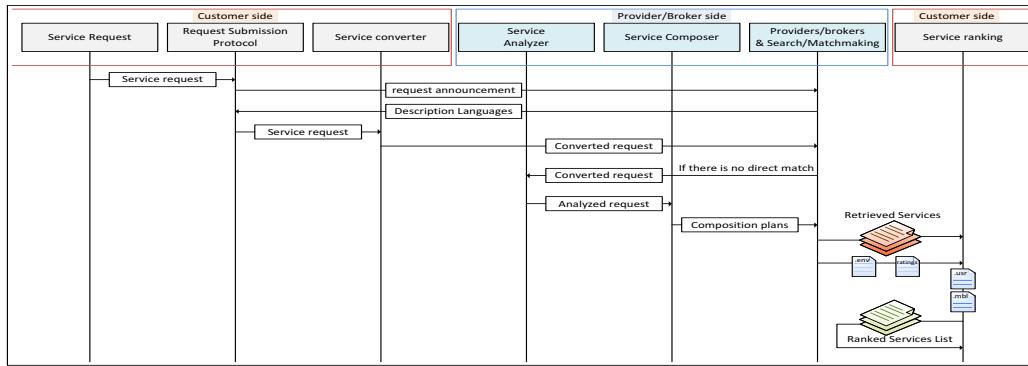 Customer side
Provider/Broker side
Customer side
Service Request
Request Submission
Protocol
Service converter
Service
Analyzer
Service Composer
Providers/brokers
& Search/Matchmaking
Service ranking
Service request
request announcement
Description Languages
Service request
Converted request
If there is no direct match
Converted request
Analyzed request
Composition plans
Retrieved Services
.env
ratings
.usr
.mbl
Ranked Services List